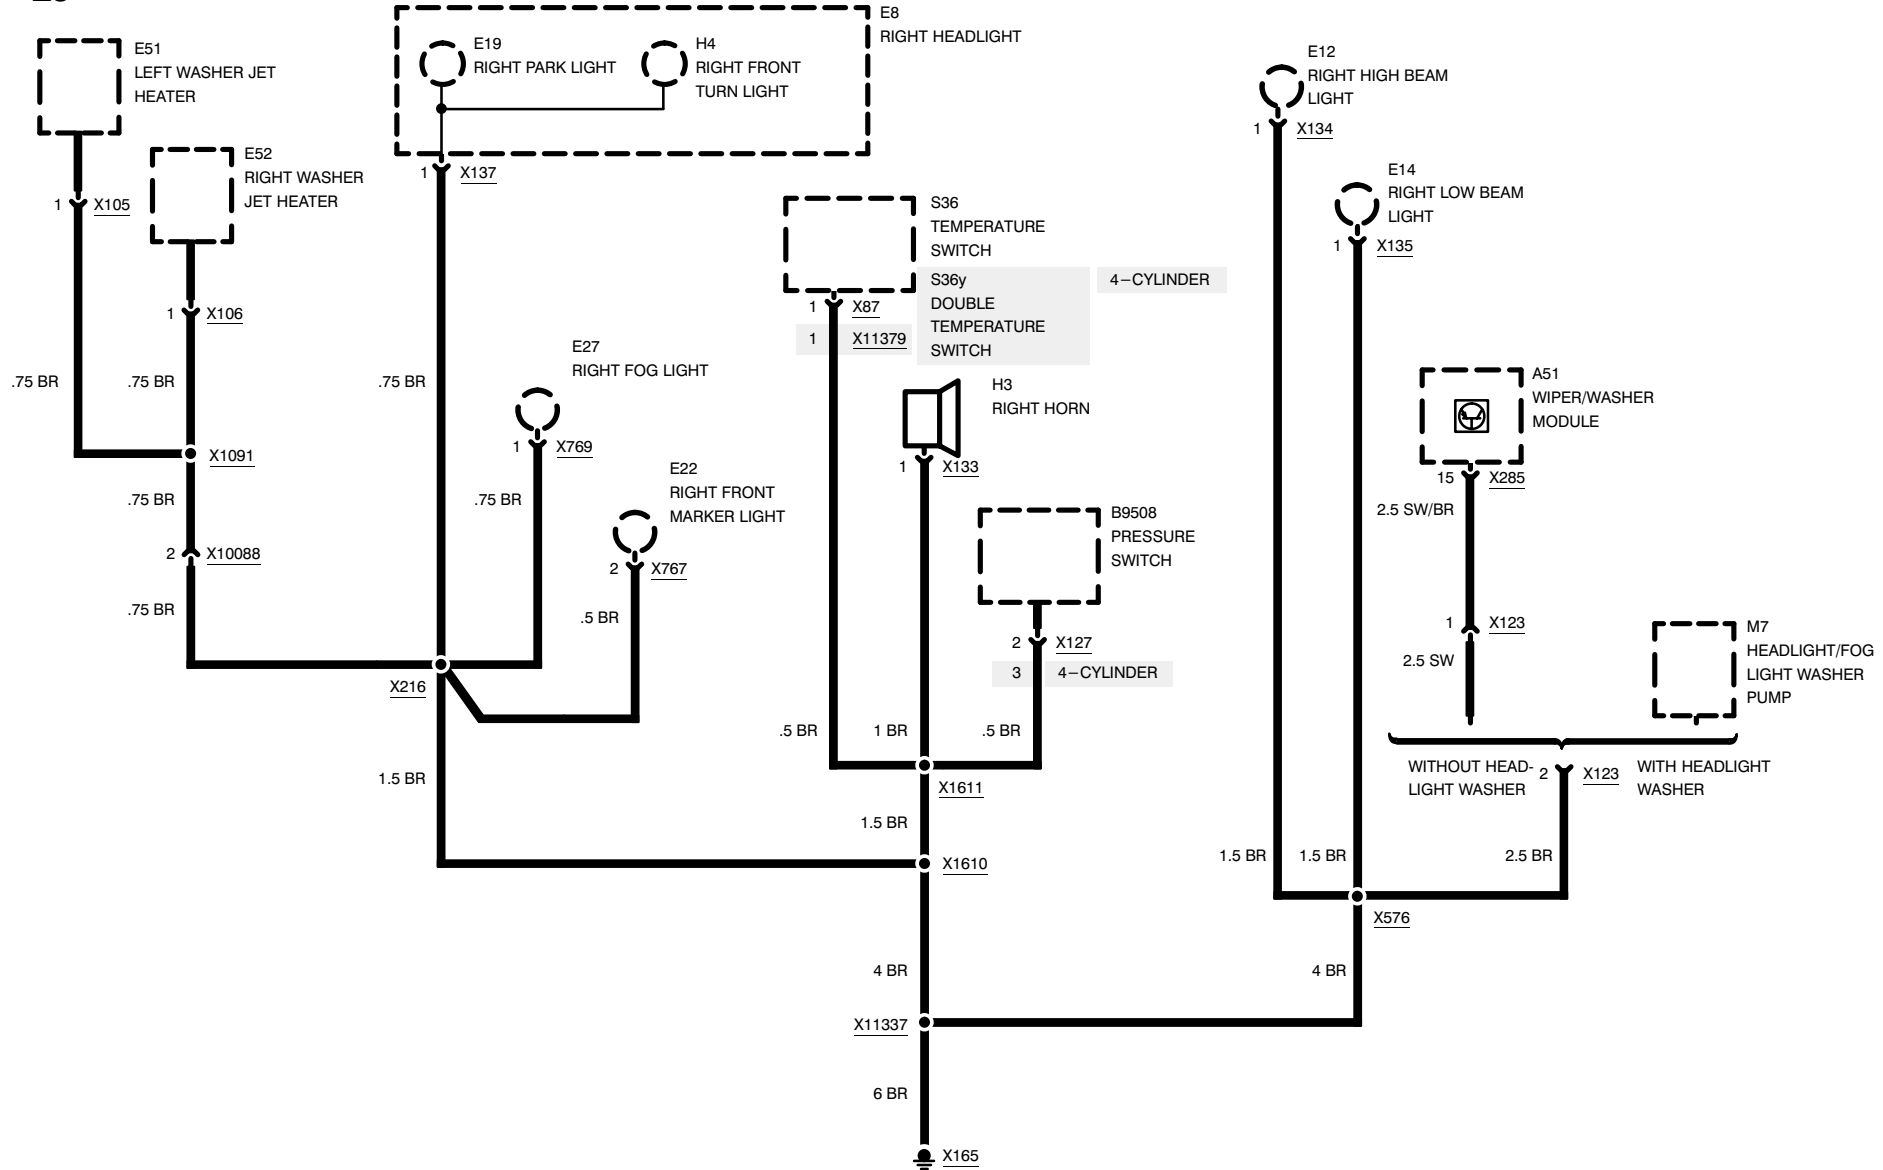 E51
LEFT WASHER JET
HEATER
E8
RIGHT HEADLIGHT
E19
RIGHT PARK LIGHT
H4
RIGHT FRONT
TURN LIGHT
E12
RIGHT HIGH BEAM
LIGHT
1 X134
E52
RIGHT WASHER
JET HEATER
1 X137
E14
RIGHT LOW BEAM
LIGHT
1 X135
1 X105
S36
TEMPERATURE
SWITCH
S36y
DOUBLE
TEMPERATURE
SWITCH
4–CYLINDER
1 X87
1 X11379
1 X106
E27
RIGHT FOG LIGHT
.75 BR
.75 BR
.75 BR
H3
RIGHT HORN
A51
WIPER/WASHER
MODULE
1 X769
X1091
E22
RIGHT FRONT
MARKER LIGHT
1 X133
15 X285
.75 BR
.75 BR
2.5 SW/BR
B9508
PRESSURE
SWITCH
2 X10088
2 X767
.75 BR
.5 BR
1 X123
2 X127
3 4–CYLINDER
2.5 SW
M7
HEADLIGHT/FOG
LIGHT WASHER
PUMP
X216
.5 BR
1 BR
.5 BR
WITHOUT HEAD-
LIGHT WASHER
2 X123
WITH HEADLIGHT
WASHER
1.5 BR
X1611
1.5 BR
X1610
1.5 BR
1.5 BR
2.5 BR
X576
4 BR
4 BR
X11337
6 BR
X165